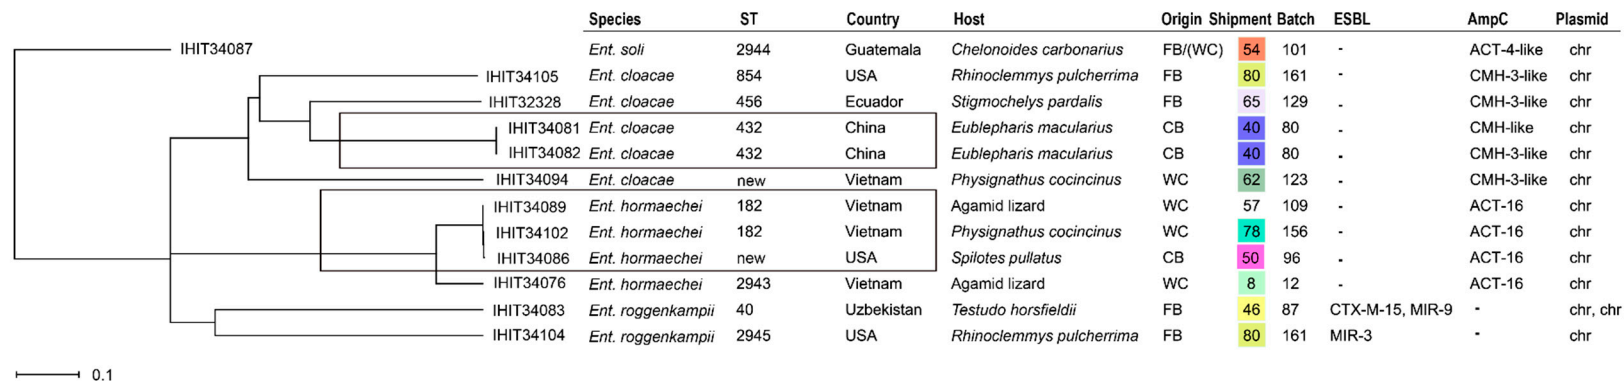 Species ST Country Host Origin Shipment Batch ESBL AmpC Plasmid
IHIT34087 Ent. soli 2944 Guatemala Chelonoides carbonarius FB/(WC) 54 101 - ACT-4-like chr
IHIT34105 Ent. cloacae 854 USA Rhinoclemmys pulcherrima FB 80 161 - CMH-3-like chr
IHIT32328 Ent. cloacae 456 Ecuador Stigmochelys pardalis FB 65 129 - CMH-3-like chr
IHIT34081 Ent. cloacae 432 China Eublepharis macularius CB 40 80 - CMH-like chr
IHIT34082 Ent. cloacae 432 China Eublepharis macularius CB 40 80 - CMH-3-like chr
IHIT34094 Ent. cloacae new Vietnam Physignathus cocincinus WC 62 123 - CMH-3-like chr
IHIT34089 Ent. hormaechei 182 Vietnam Agamid lizard WC 57 109 - ACT-16 chr
IHIT34102 Ent. hormaechei 182 Vietnam Physignathus cocincinus WC 78 156 - ACT-16 chr
IHIT34086 Ent. hormaechei new USA Spilotes pullatus CB 50 96 - ACT-16 chr
IHIT34076 Ent. hormaechei 2943 Vietnam Agamid lizard WC 8 12 - ACT-16 chr
IHIT34083 Ent. roggenkampii 40 Uzbekistan Testudo horsfieldii FB 46 87 CTX-M-15, MIR-9 - chr, chr
IHIT34104 Ent. roggenkampii 2945 USA Rhinoclemmys pulcherrima FB 80 161 MIR-3 - chr
0.1